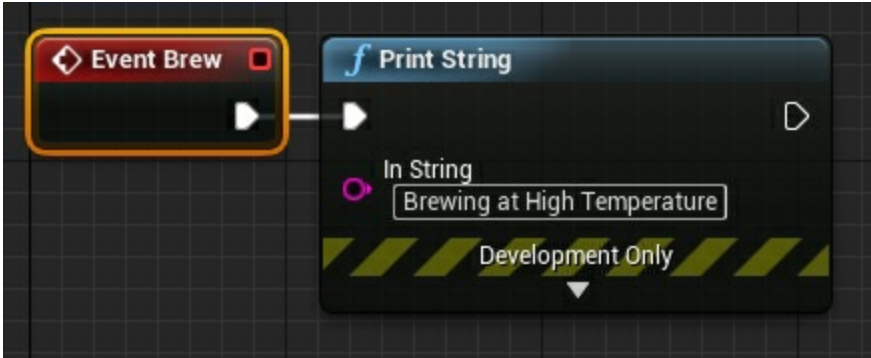 Event Brew
Print String
In String
Brewing at High Temperature
Development Only